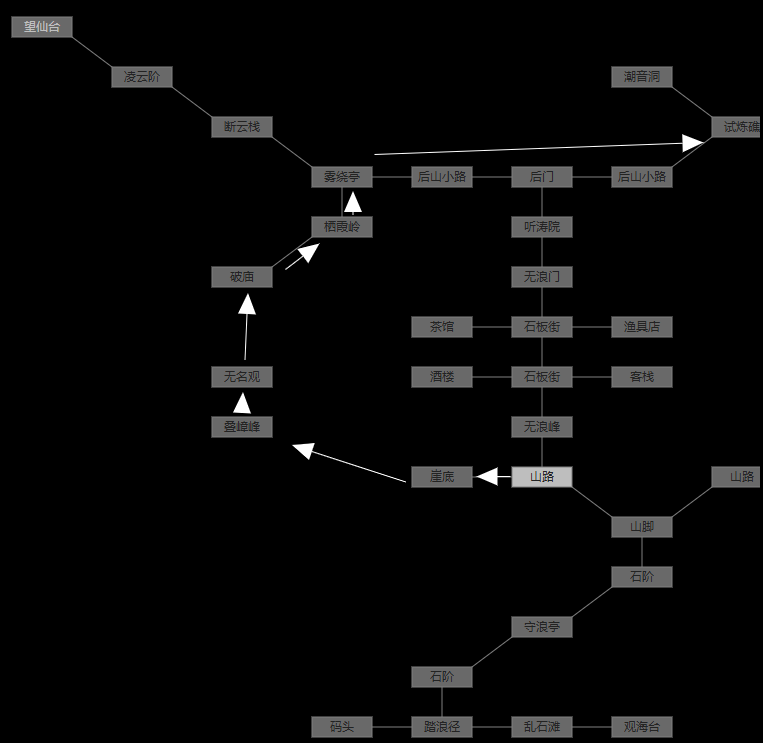 望仙台
凌云阶
潮音洞
断云栈
试炼礁
雾绕亭
后山小路
后门
后山小路
栖霞岭
听涛院
破庙
无浪门
茶馆
石板街
渔具店
无名观
酒楼
石板街
客栈
叠嶂峰
无浪峰
崖底
山路
山路
山脚
石阶
守浪亭
石阶
码头
踏浪径
乱石滩
观海台